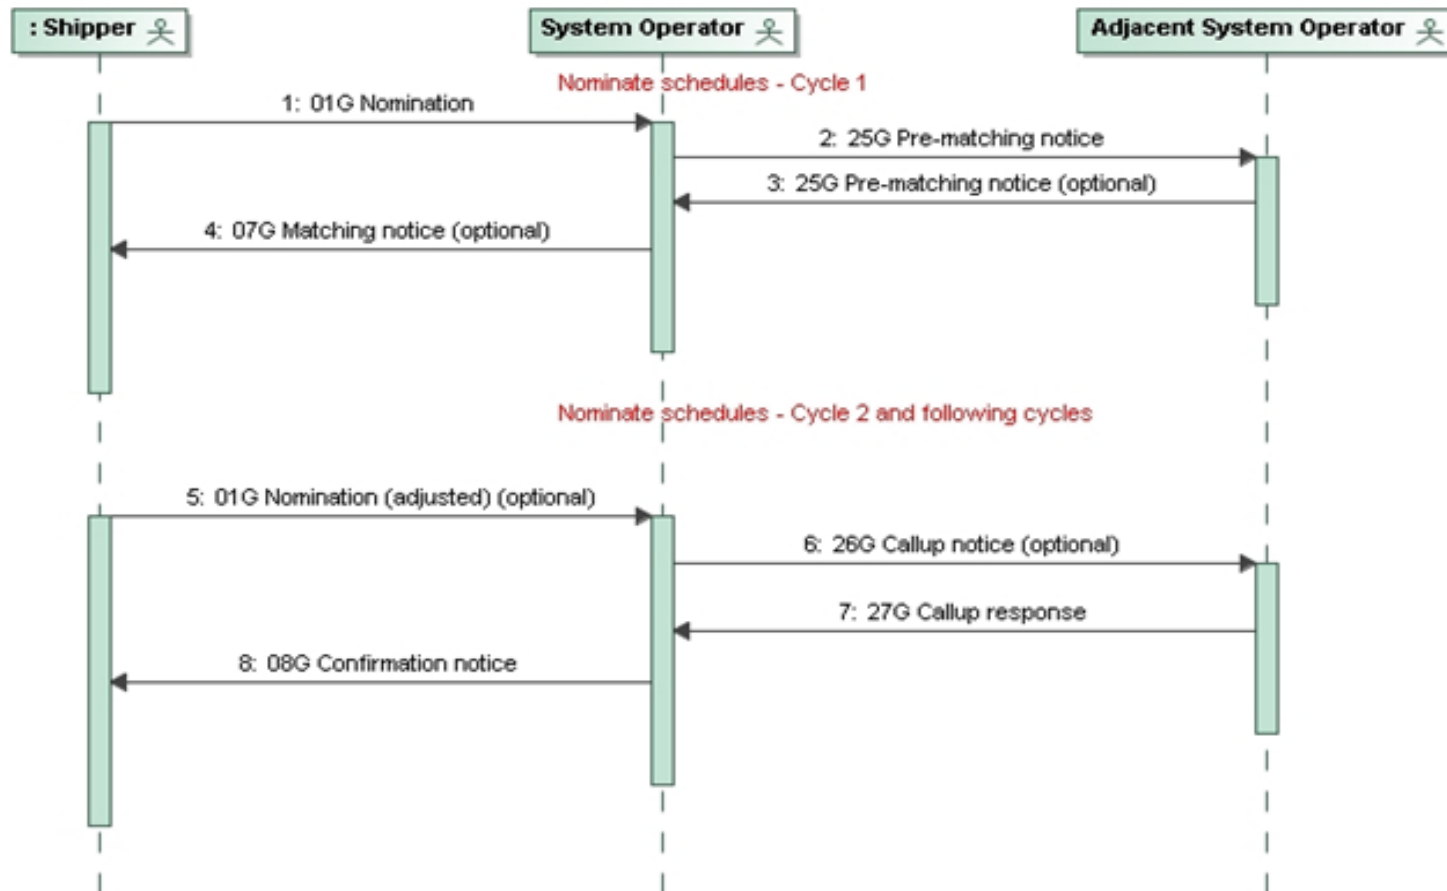 : Shipper
System Operator
Adjacent System Operator
Nominate schedules - Cycle 1
1: 01G Nomination
2: 25G Pre-matching notice
3: 25G Pre-matching notice (optional)
4: 07G Matching notice (optional)
Nominate schedules - Cycle 2 and following cycles
5: 01G Nomination (adjusted) (optional)
6: 26G Callup notice (optional)
7: 27G Callup response
8: 08G Confirmation notice